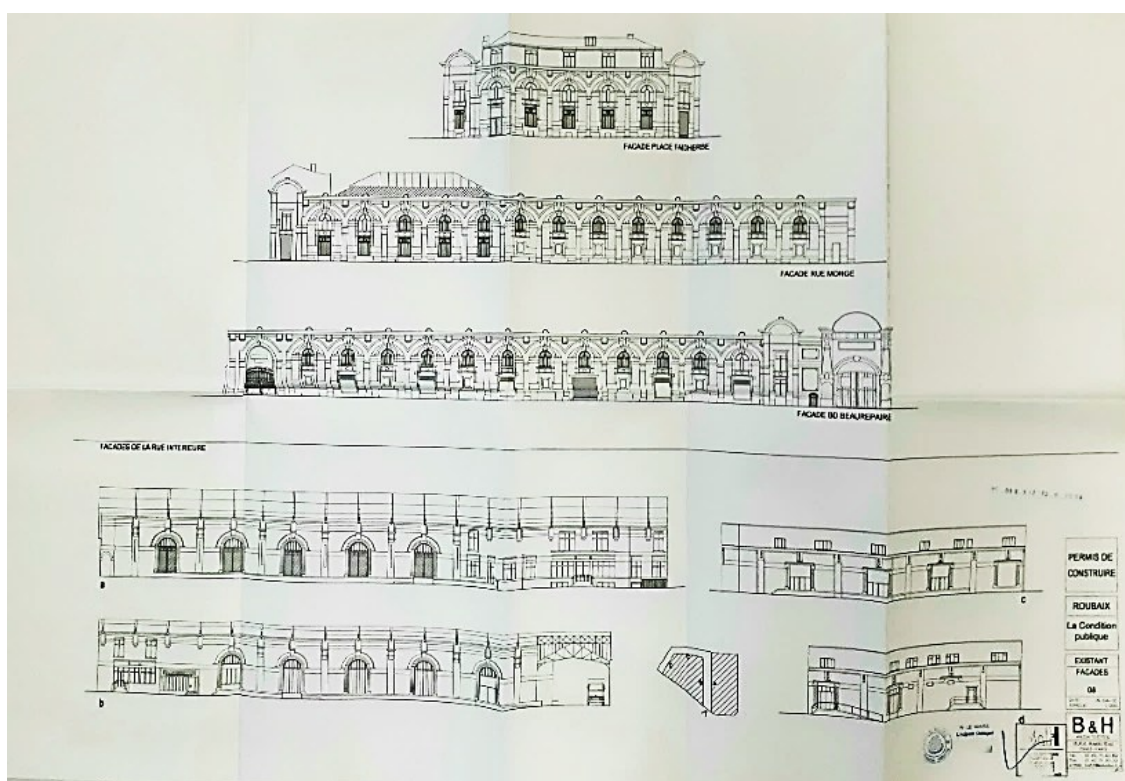 FACADE PLACE FAIDHERBE
FACADE RUE MONGE
FACADE BD BEAUREPAIRE
FACADES DE LA RUE INTERIEURE
a
b
c
d
PERMIS DE
CONSTRUIRE
ROUBAIX
La Condition
publique
EXISTANT
FACADES
08
B & H